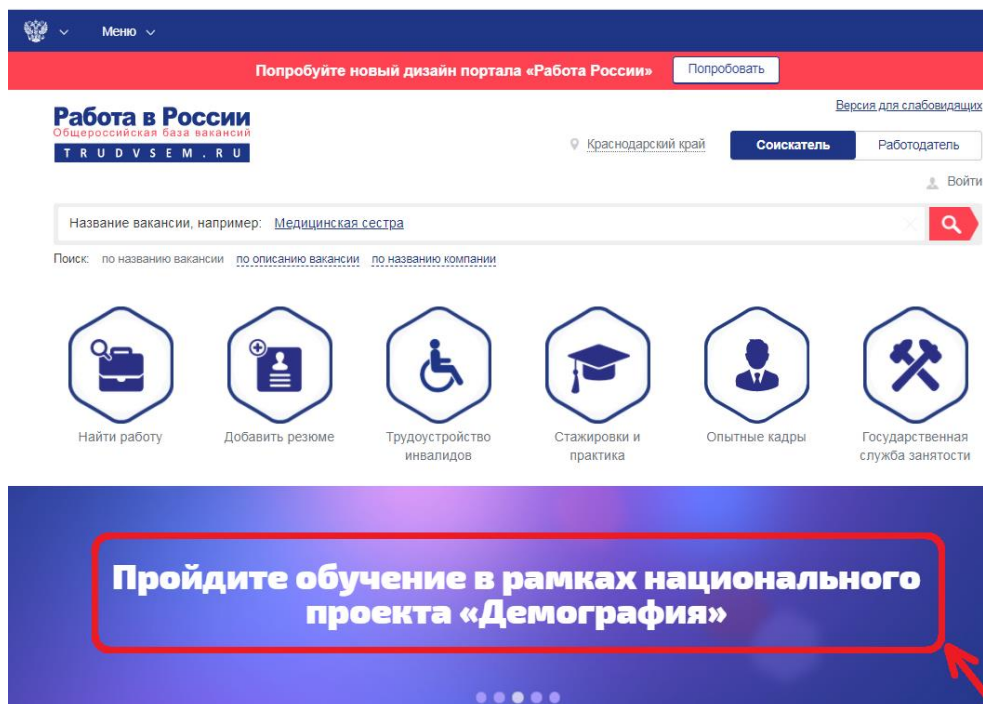 Меню
Попробуйте новый дизайн портала «Работа России» Попробовать
Версия для слабовидящих
Работа в России
Общероссийская база вакансий
TRUDVSEM.RU
Краснодарский край Соискатель Работодатель
Войти
Название вакансии, например: Медицинская сестра
Поиск: по названию вакансии по описанию вакансии по названию компании
Найти работу Добавить резюме Трудоустройство Стажировки и Опытные кадры Государственная
инвалидов практика служба занятости
Пройдите обучение в рамках национального
проекта «Демография»